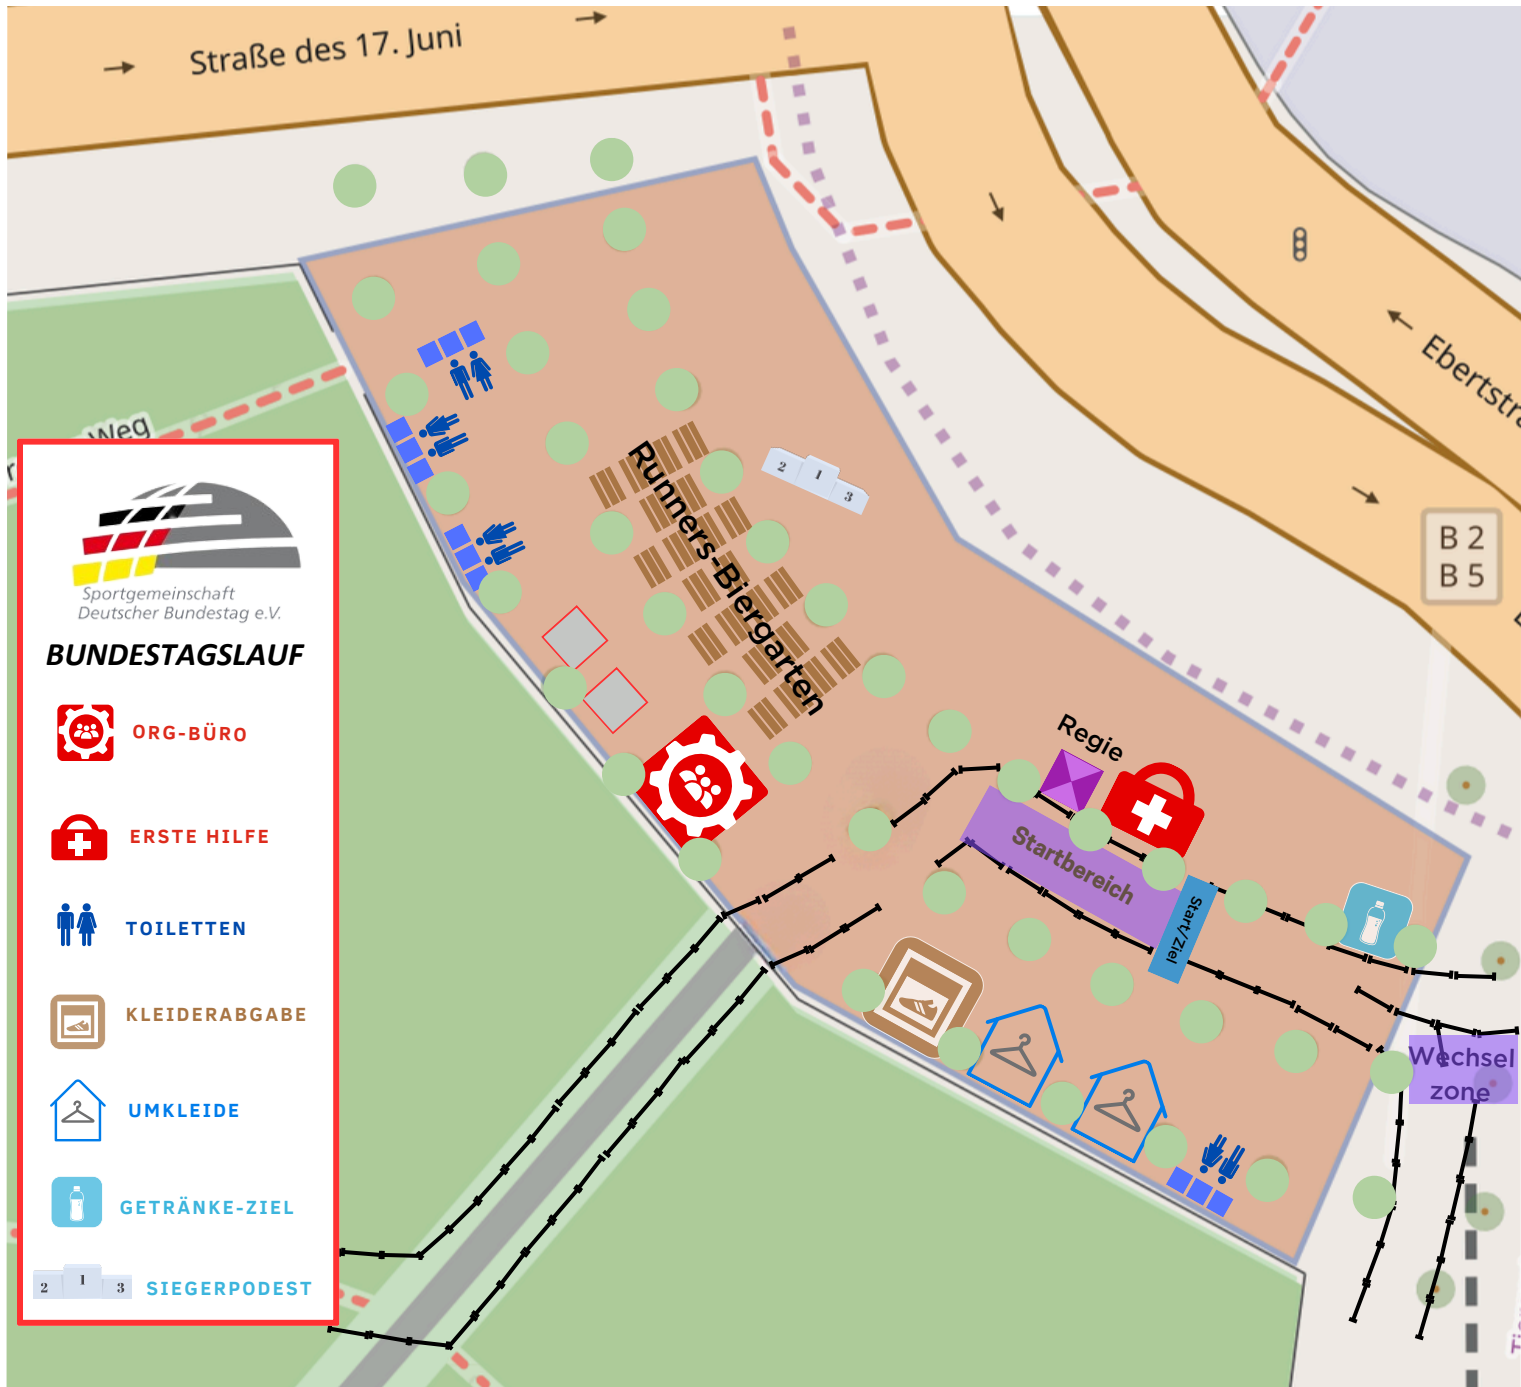 Straße des 17. Juni
Ebertstra
B 2
B 5
Weg
r
Sportgemeinschaft
Deutscher Bundestag e.V.
BUNDESTAGSLAUF
ORG-BÜRO
ERSTE HILFE
TOILETTEN
KLEIDERABGABE
UMKLEIDE
GETRÄNKE-ZIEL
2 1 3
SIEGERPODEST
Runners-Biergarten
2 1 3
Regie
Startbereich
Start/Ziel
Wechsel
zone